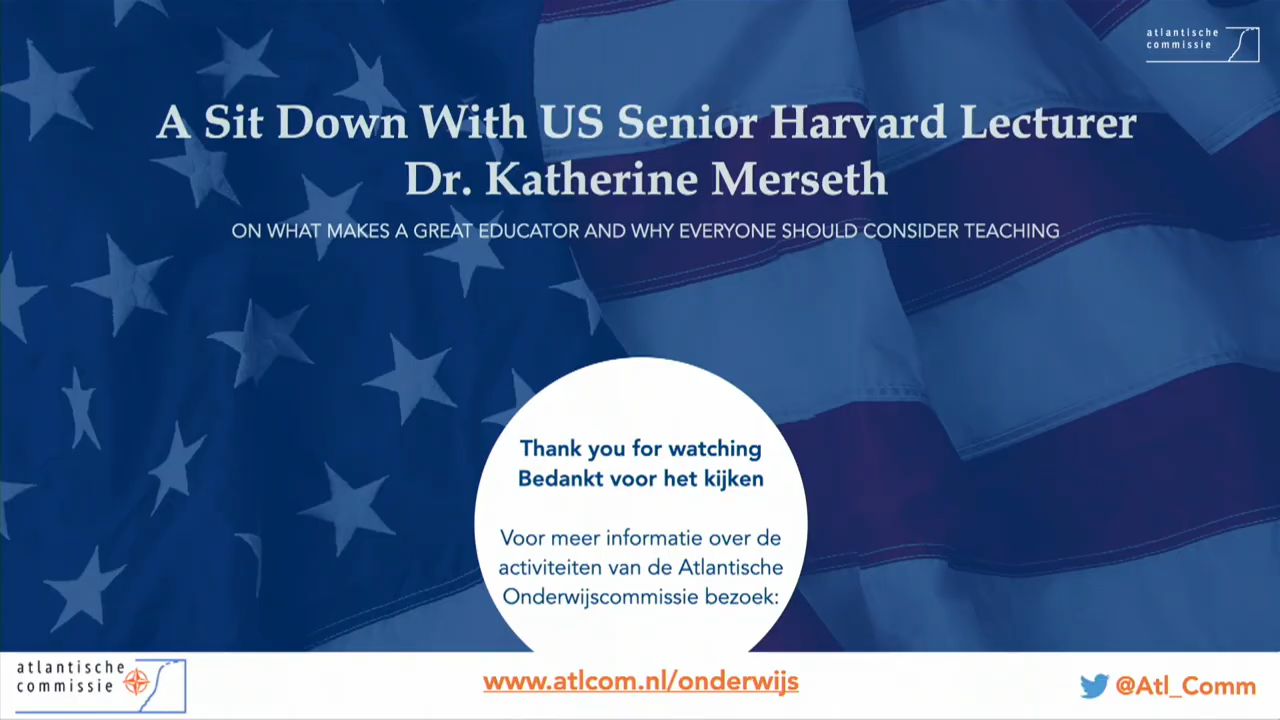 atlantische
commissie
A Sit Down With US Senior Harvard Lecturer
Dr. Katherine Merseth
ON WHAT MAKES A GREAT EDUCATOR AND WHY EVERYONE SHOULD CONSIDER TEACHING
Thank you for watching
Bedankt voor het kijken
Voor meer informatie over de
activiteiten van de Atlantische
Onderwijscommissie bezoek:
atlantische
commissie
www.atlcom.nl/onderwijs
@Atl_Comm